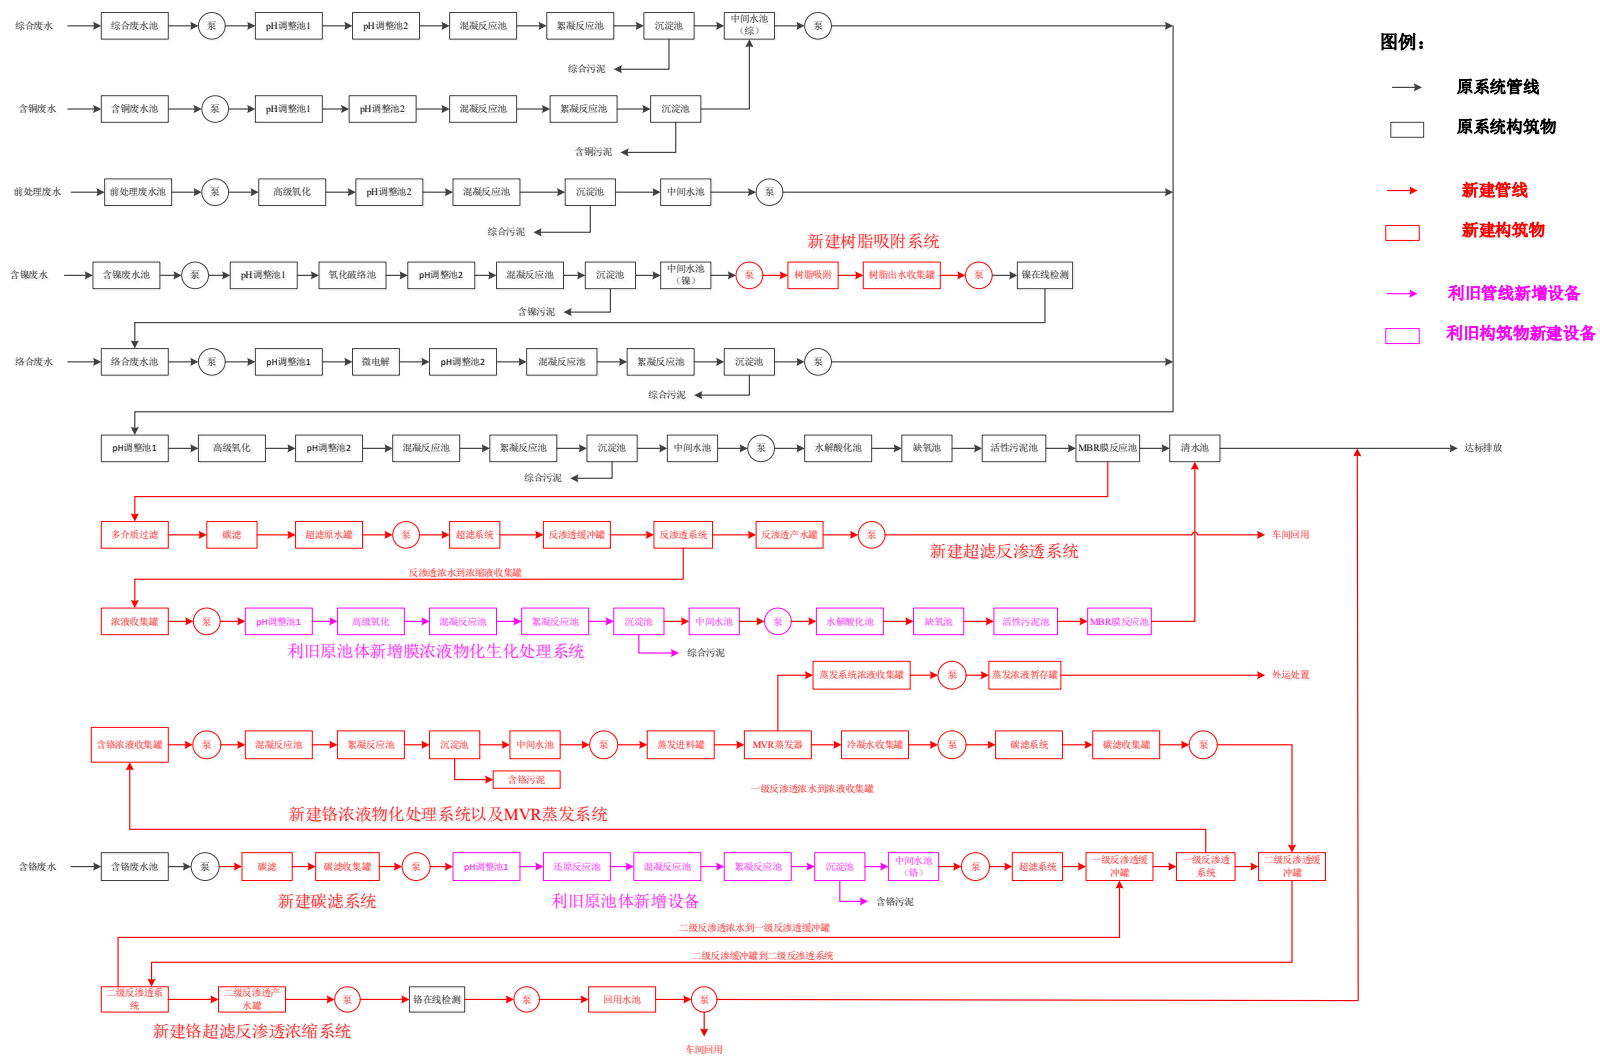 综合废水 综合废水池 泵 pH调整池1 pH调整池2 混凝反应池 絮凝反应池 沉淀池 中间水池 泵
（综）
综合污泥
含铜废水 含铜废水池 泵 pH调整池1 pH调整池2 混凝反应池 絮凝反应池 沉淀池
含铜污泥
前处理废水 前处理废水池 泵 高级氧化 pH调整池2 混凝反应池 沉淀池 中间水池 泵
综合污泥
新建树脂吸附系统
含镍废水 含镍废水池 泵 pH调整池1 氧化破络池 pH调整池2 混凝反应池 沉淀池 中间水池 泵 树脂吸附 树脂出水收集罐 泵 镍在线检测
（镍）
含镍污泥
络合废水 络合废水池 泵 pH调整池1 微电解 pH调整池2 混凝反应池 絮凝反应池 沉淀池 泵
综合污泥
pH调整池1 高级氧化 pH调整池2 混凝反应池 絮凝反应池 沉淀池 中间水池 泵 水解酸化池 缺氧池 活性污泥池 MBR膜反应池 清水池 达标排放
综合污泥
多介质过滤 碳滤 超滤原水罐 泵 超滤系统 反渗透缓冲罐 反渗透系统 反渗透产水罐 泵 车间回用
新建超滤反渗透系统
反渗透浓水到浓缩液收集罐
浓液收集罐 泵 pH调整池1 高级氧化 混凝反应池 絮凝反应池 沉淀池 中间水池 泵 水解酸化池 缺氧池 活性污泥池 MBR膜反应池
利旧原池体新增膜浓液物化生化处理系统 综合污泥
蒸发系统浓液收集罐 泵 蒸发浓液暂存罐 外运处置
含铬浓液收集罐 泵 混凝反应池 絮凝反应池 沉淀池 中间水池 泵 蒸发进料罐 MVR蒸发器 冷凝水收集罐 泵 碳滤系统 碳滤收集罐 泵
含铬污泥
一级反渗透浓水到浓液收集罐
新建铬浓液物化处理系统以及MVR蒸发系统
含铬废水 含铬废水池 泵 碳滤 碳滤收集罐 泵 pH调整池1 还原反应池 混凝反应池 絮凝反应池 沉淀池 中间水池 泵 超滤系统 一级反渗透缓 一级反渗透 二级反渗透缓
（铬） 冲罐 系统 冲罐
新建碳滤系统 利旧原池体新增设备 含铬污泥
二级反渗透浓水到一级反渗透缓冲罐
二级反渗缓冲罐到二级反渗透系统
二级反渗透系 二级反渗透产 泵 铬在线检测 泵 回用水池 泵
统 水罐
新建铬超滤反渗透浓缩系统
车间回用
图例：
原系统管线
原系统构筑物
新建管线
新建构筑物
利旧管线新增设备
利旧构筑物新建设备